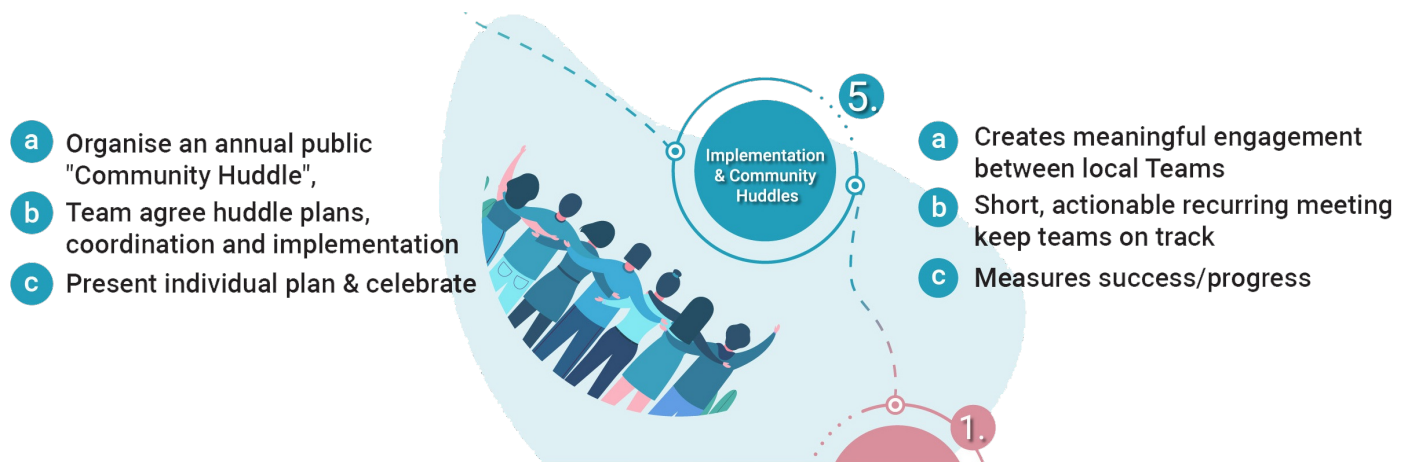 a
Organise an annual public
"Community Huddle",
b
Team agree huddle plans,
coordination and implementation
c
Present individual plan & celebrate
5.
Implementation
& Community
Huddles
a
Creates meaningful engagement
between local Teams
b
Short, actionable recurring meeting
keep teams on track
c
Measures success/progress
1.